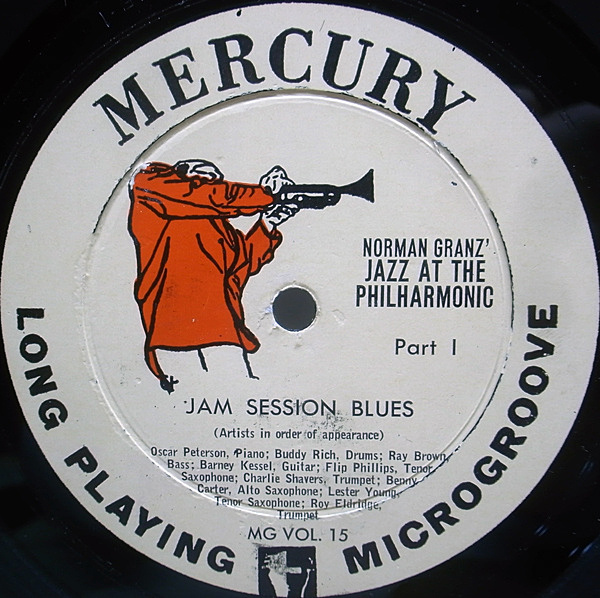 MERCURY
NORMAN GRANZ'
JAZZ AT THE
PHILHARMONIC
Part 1
JAM SESSION BLUES
(Artists in order of appearance)
Oscar Peterson, Piano; Buddy Rich, Drums; Ray Brown,
Bass; Barney Kessel, Guitar; Flip Phillips, Tenor
Saxophone; Charlie Shavers, Trumpet; Benny
Carter, Alto Saxophone; Lester Young,
Tenor Saxophone; Roy Eldridge,
Trumpet
MG VOL. 15
LONG PLAYING MICROGROOVE